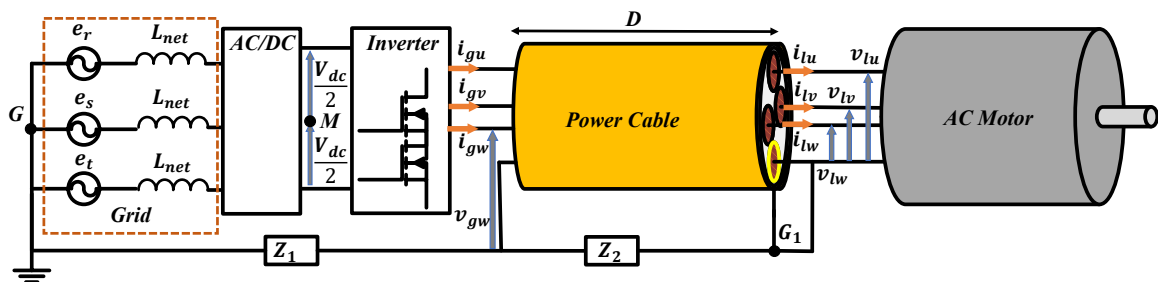 e_r
L_net
e_s
L_net
e_t
L_net
G
Grid
AC/DC
V_dc
2
M
V_dc
2
Inverter
i_gu
i_gv
i_gw
v_gw
D
Power Cable
i_lu
i_lv
i_lw
v_lu
v_lv
v_lw
AC Motor
Z_1
Z_2
G_1